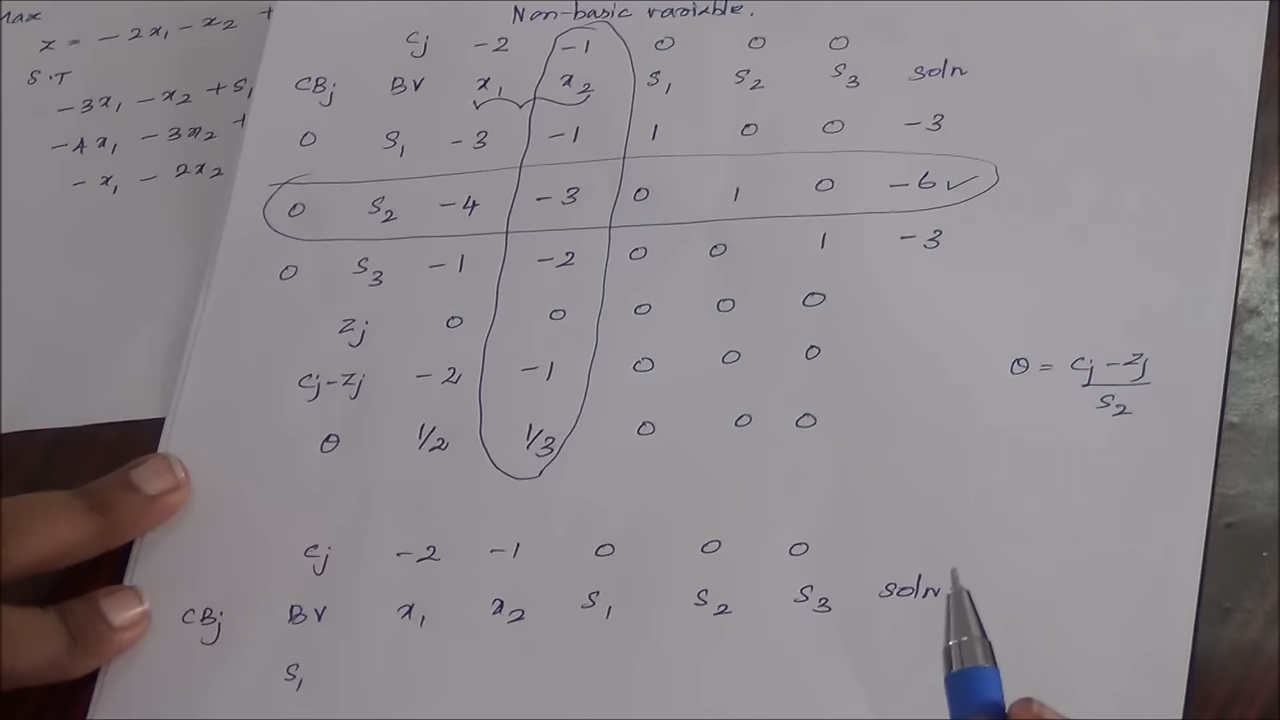 Max
z = - 2x₁ - x₂ +
S.T
-3x₁ - x₂ + S₁
-4x₁ - 3x₂ +
- x₁ - 2x₂
Non-basic variable.
Cj -2 -1 0 0 0
CBj BV x₁ x₂ S₁ S₂ S₃ soln
0 S₁ -3 -1 1 0 0 -3
0 S₂ -4 -3 0 1 0 -6 ✓
0 S₃ -1 -2 0 0 1 -3
Zj 0 0 0 0 0
Cj-Zj -2 -1 0 0 0
θ 1/2 1/3 0 0 0
θ = Cj - Zj
S₂
Cj -2 -1 0 0 0
CBj BV x₁ x₂ S₁ S₂ S₃ soln
S₁